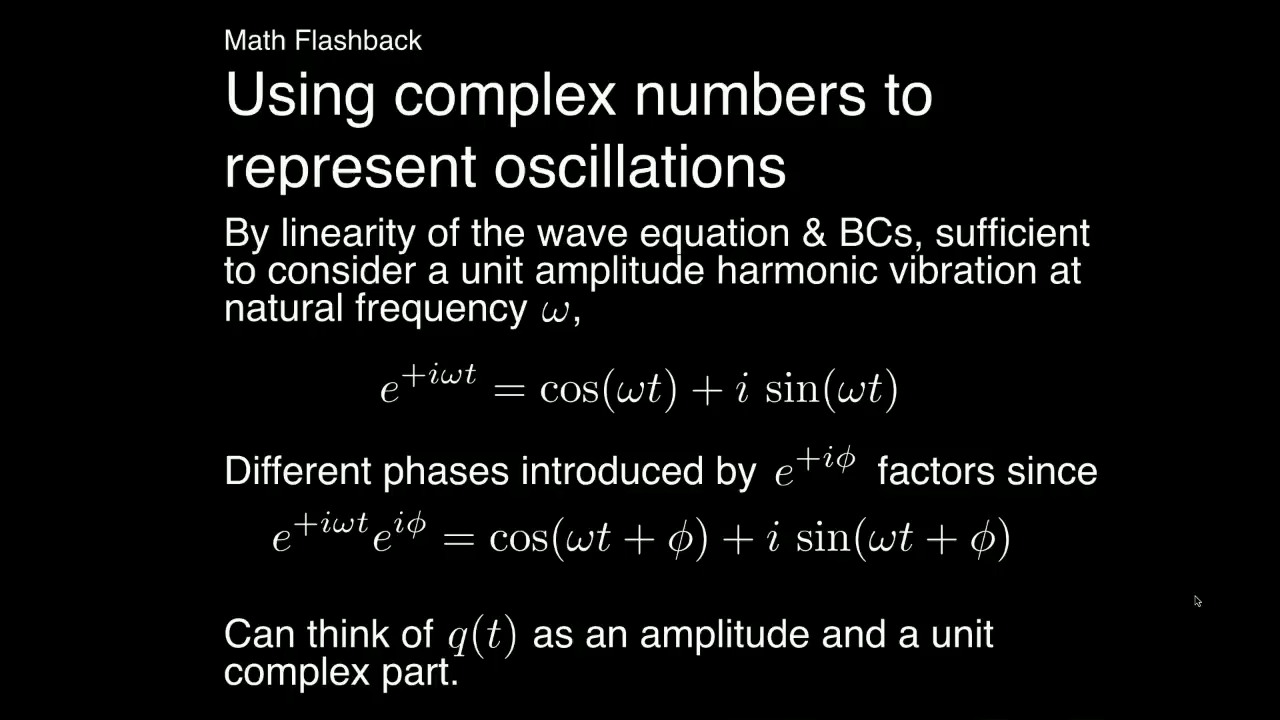 Math Flashback
Using complex numbers to
represent oscillations
By linearity of the wave equation & BCs, sufficient
to consider a unit amplitude harmonic vibration at
natural frequency ω,
e^{+iωt} = cos(ωt) + i sin(ωt)
Different phases introduced by e^{+iϕ} factors since
e^{+iωt}e^{iϕ} = cos(ωt + ϕ) + i sin(ωt + ϕ)
Can think of q(t) as an amplitude and a unit
complex part.